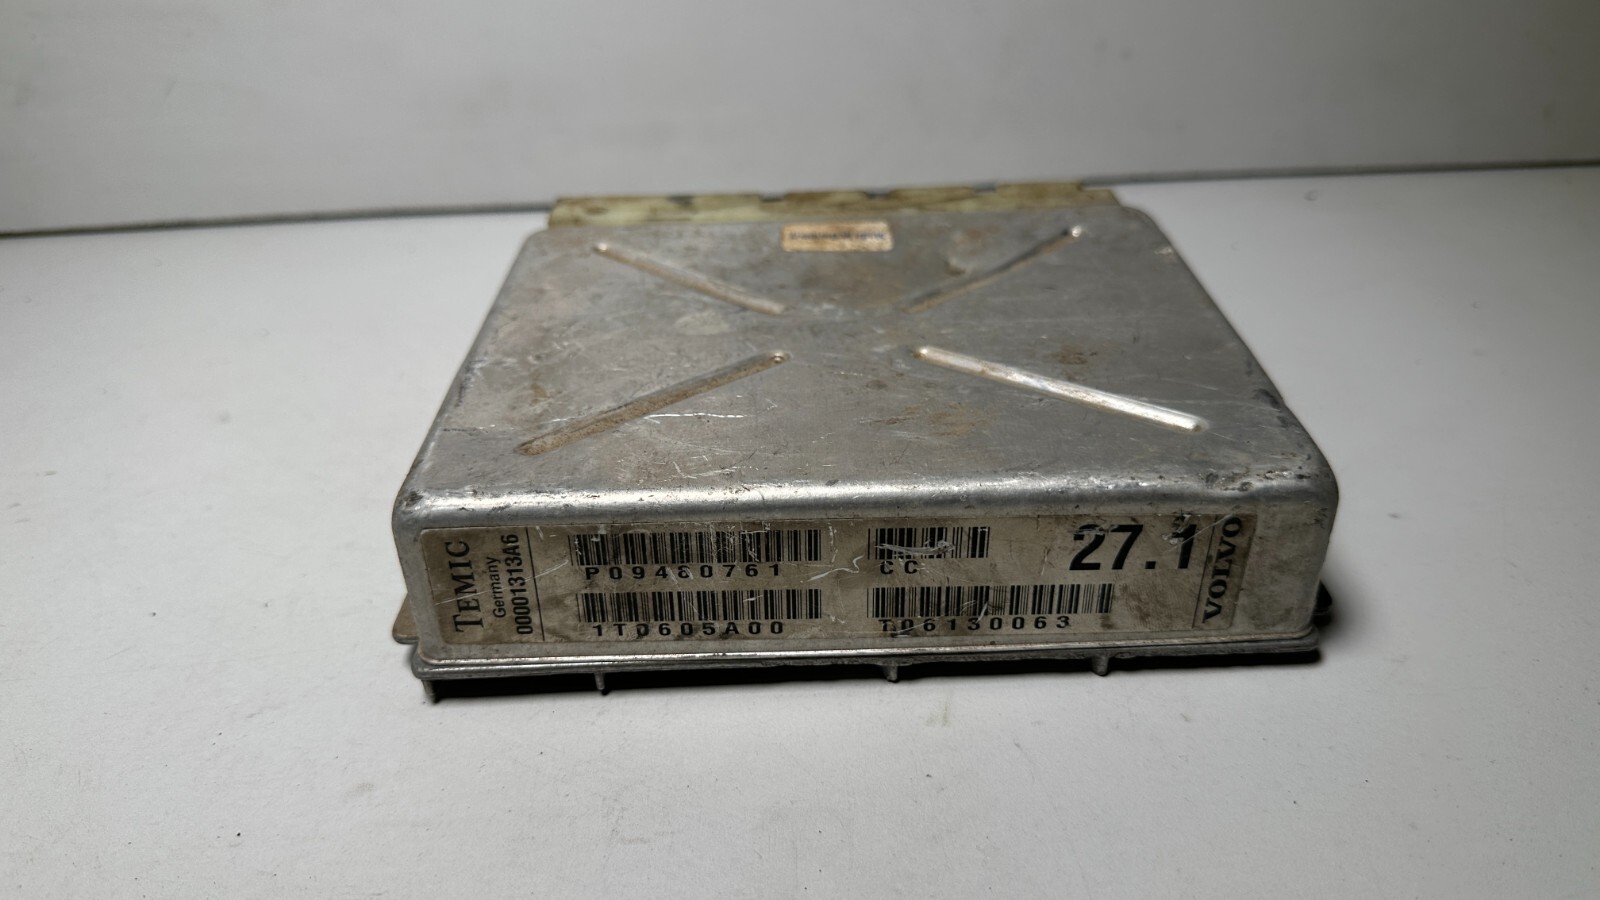 TEMIC
Germany
00001313A6
P09480761
CC
27.1
1T0605A00
T06130063
VOLVO